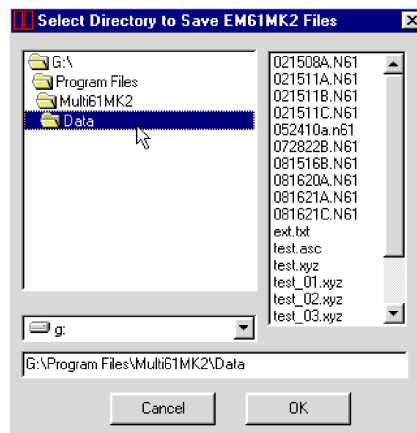 Select Directory to Save EM61MK2 Files
G:\
Program Files
Multi61MK2
Data
021508A.N61
021511A.N61
021511B.N61
021511C.N61
052410a.n61
072822B.N61
081516B.N61
081620A.N61
081621A.N61
081621C.N61
ext.txt
test.asc
test.xyz
test_01.xyz
test_02.xyz
test_03.xyz
g:
G:\Program Files\Multi61MK2\Data
Cancel
OK